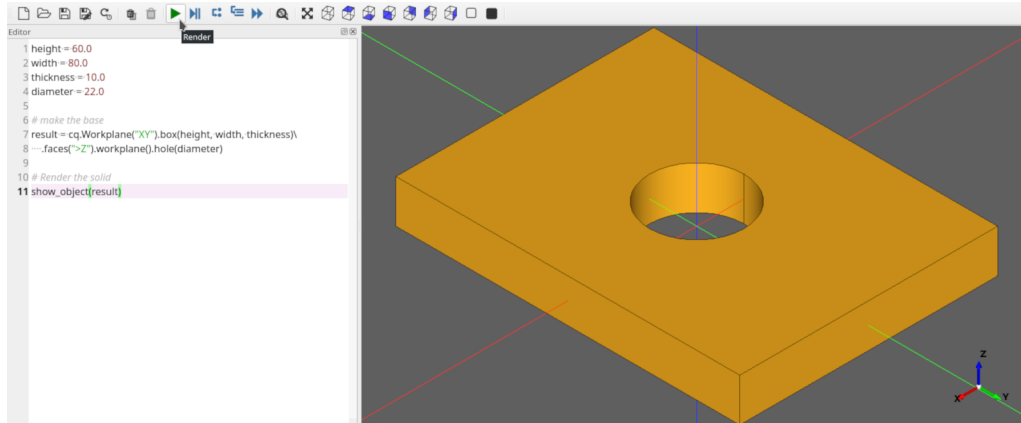 Render
Editor
1 height = 60.0
2 width = 80.0
3 thickness = 10.0
4 diameter = 22.0
5
6 # make the base
7 result = cq.Workplane("XY").box(height, width, thickness)\
8 .faces(">Z").workplane().hole(diameter)
9
10 # Render the solid
11 show_object(result)
Z
X
Y